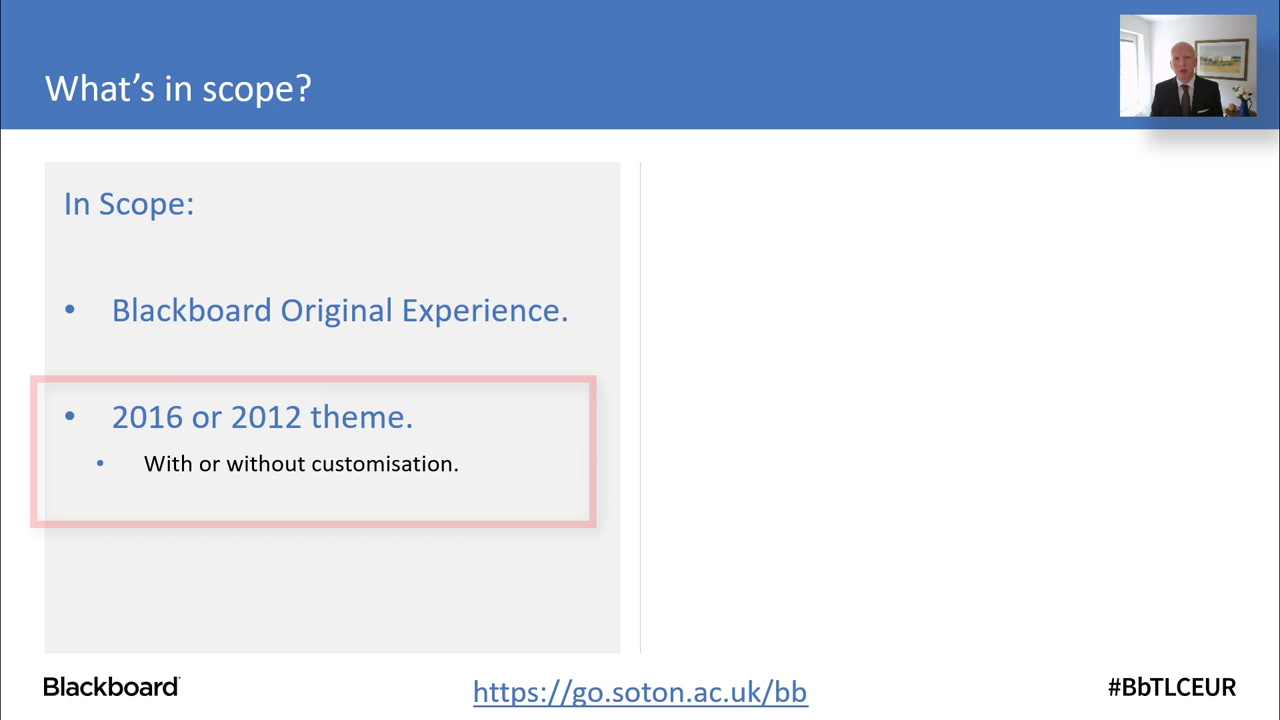 What's in scope?
In Scope:
• Blackboard Original Experience.
• 2016 or 2012 theme.
• With or without customisation.
Blackboard
https://go.soton.ac.uk/bb
#BbTLCEUR